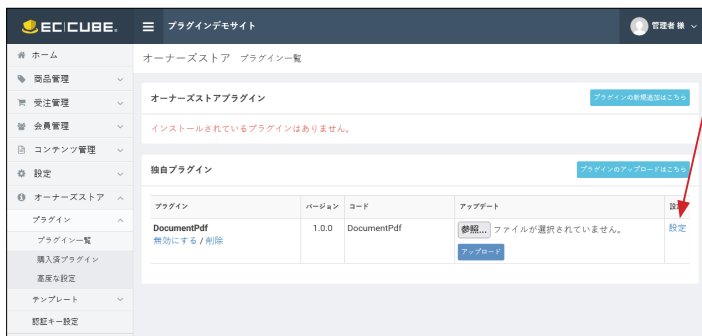 EC CUBE.
プラグインデモサイト
管理者 様
ホーム
オーナーズストア プラグイン一覧
商品管理
受注管理
会員管理
コンテンツ管理
設定
オーナーズストア
プラグイン
プラグイン一覧
購入済プラグイン
高度な設定
テンプレート
認証キー設定
オーナーズストアプラグイン
プラグインの新規追加はこちら
インストールされているプラグインはありません。
独自プラグイン
プラグインのアップロードはこちら
プラグイン バージョン コード アップデート 設定
DocumentPdf 1.0.0 DocumentPdf 参照... ファイルが選択されていません。 設定
無効にする / 削除
アップロード